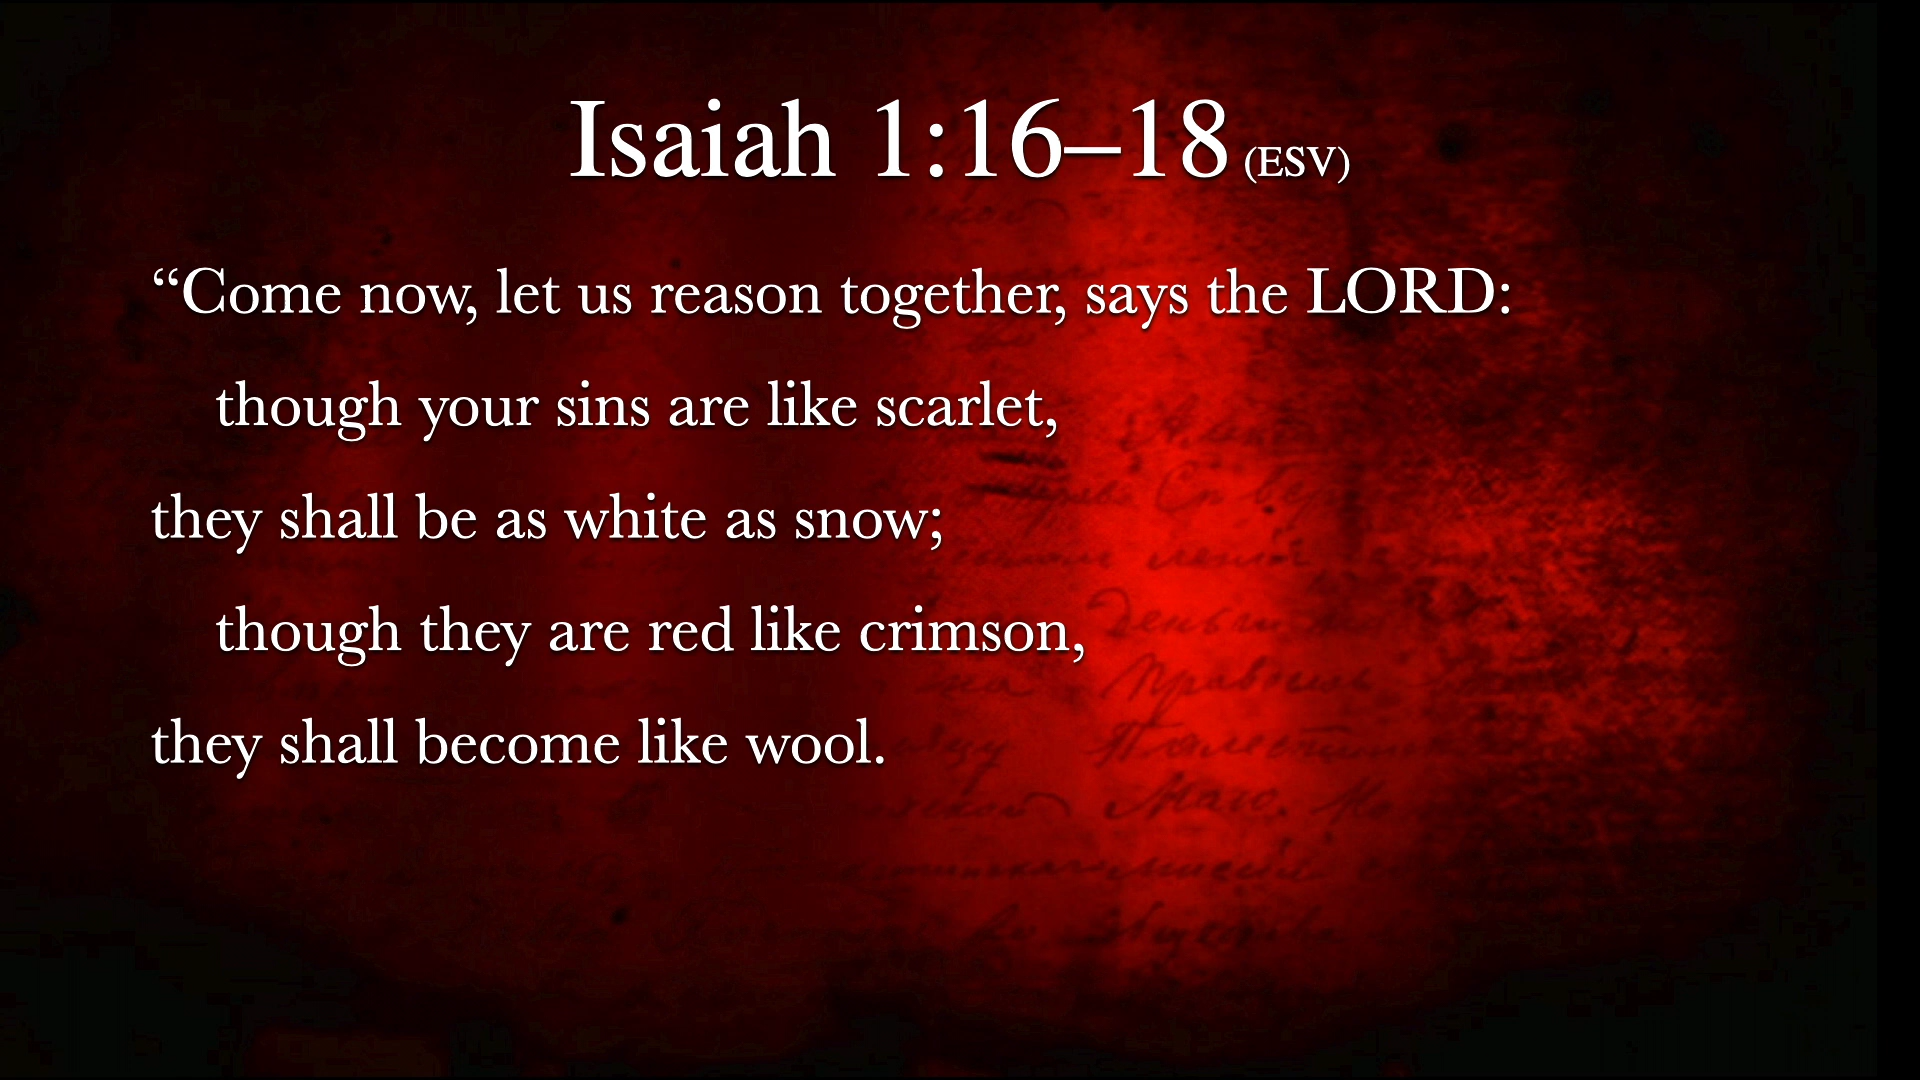 Isaiah 1:16–18 (ESV)
“Come now, let us reason together, says the LORD:
though your sins are like scarlet,
they shall be as white as snow;
though they are red like crimson,
they shall become like wool.